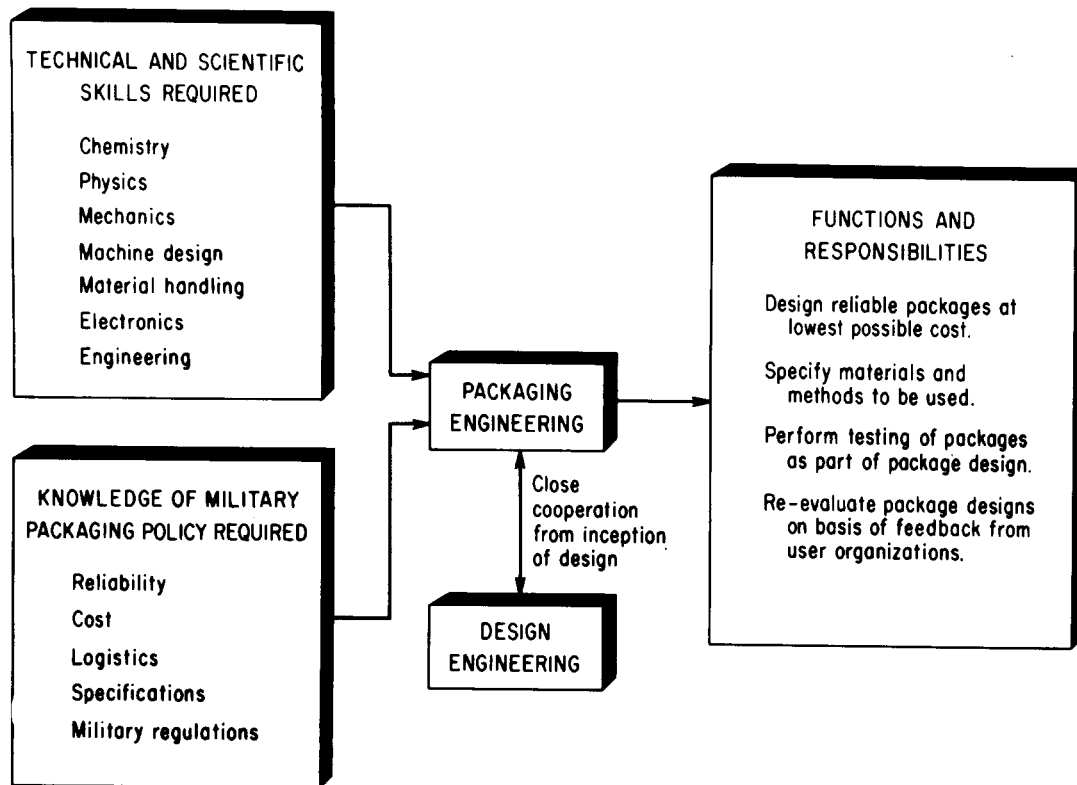 TECHNICAL AND SCIENTIFIC
SKILLS REQUIRED
Chemistry
Physics
Mechanics
Machine design
Material handling
Electronics
Engineering
KNOWLEDGE OF MILITARY
PACKAGING POLICY REQUIRED
Reliability
Cost
Logistics
Specifications
Military regulations
PACKAGING
ENGINEERING
Close
cooperation
from inception
of design
DESIGN
ENGINEERING
FUNCTIONS AND
RESPONSIBILITIES
Design reliable packages at
lowest possible cost.
Specify materials and
methods to be used.
Perform testing of packages
as part of package design.
Re-evaluate package designs
on basis of feedback from
user organizations.